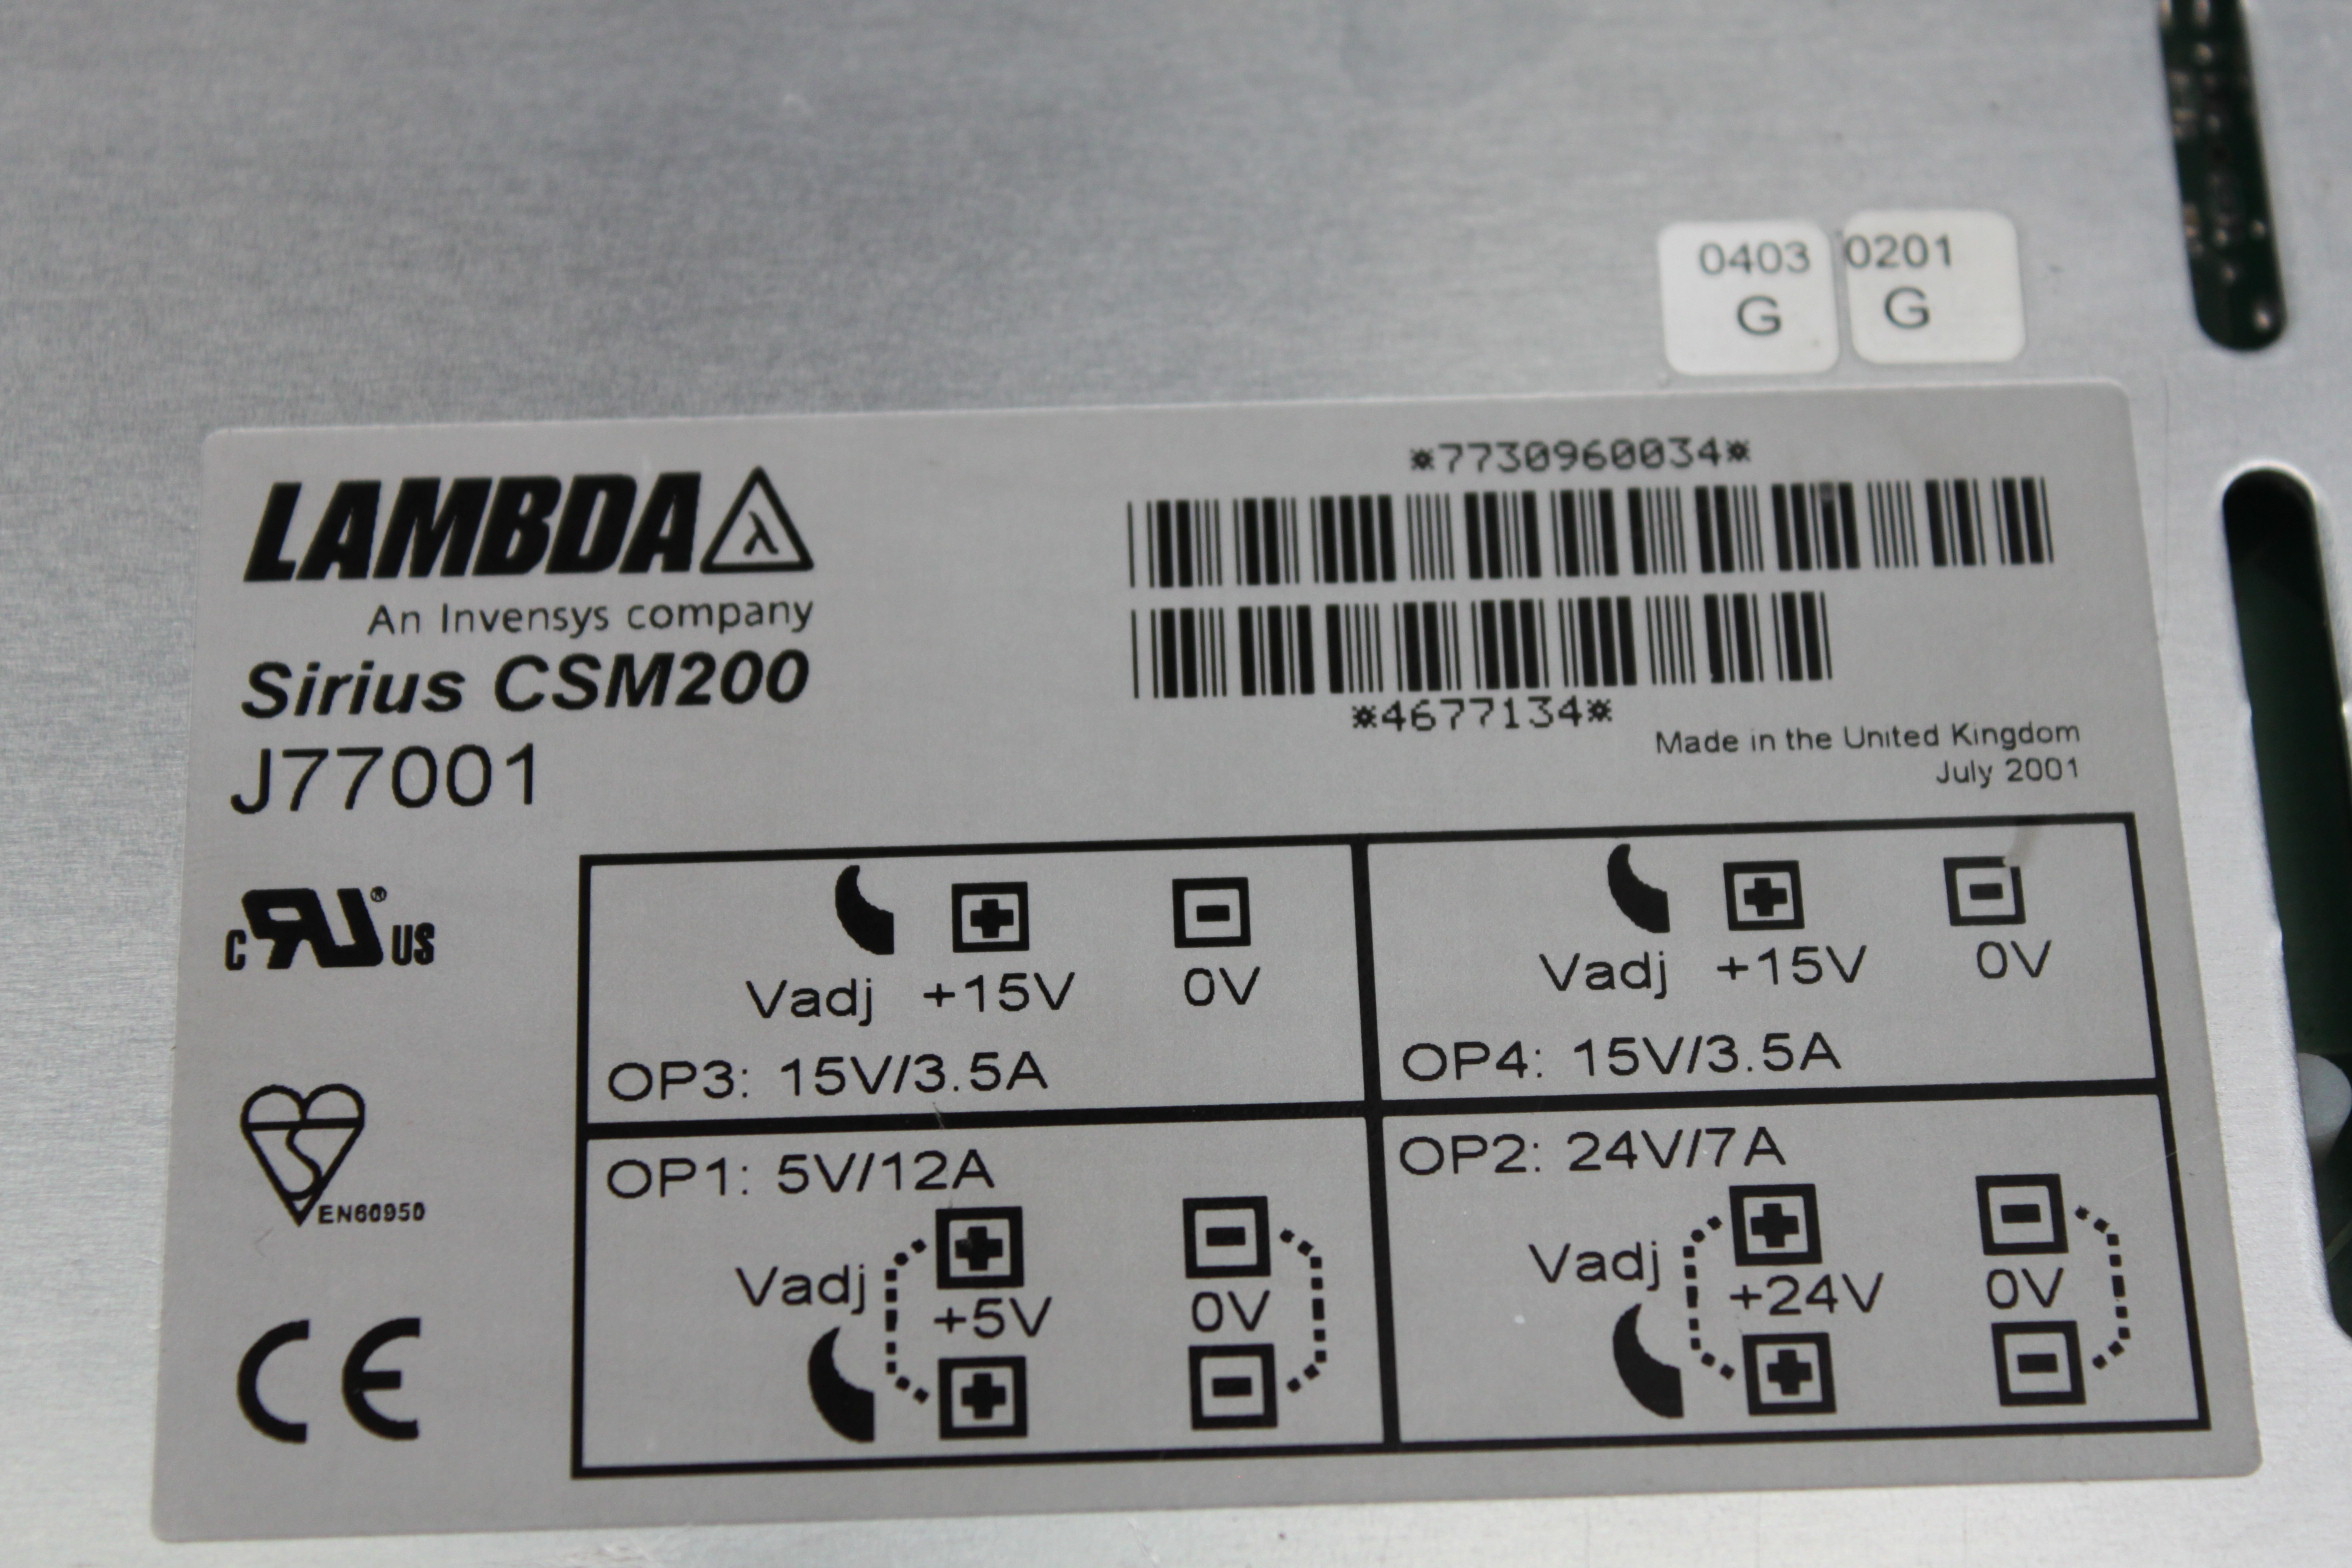 0403
G
0201
G
LAMBDA λ
An Invensys company
Sirius CSM200
J77001
*7730960034*
*4677134*
Made in the United Kingdom
July 2001
c RU ® US
EN60950
CE
Vadj +15V 0V
OP3: 15V/3.5A
Vadj +15V 0V
OP4: 15V/3.5A
OP1: 5V/12A
Vadj +5V 0V
OP2: 24V/7A
Vadj +24V 0V